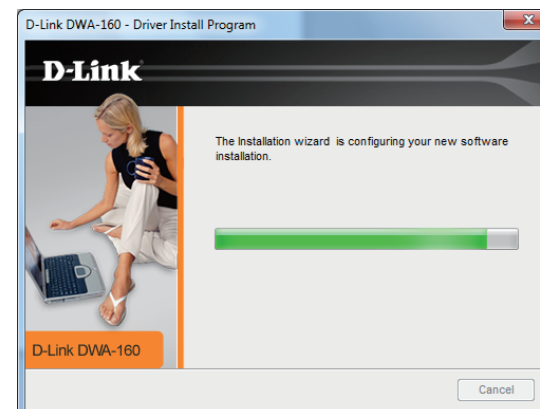 D-Link DWA-160 - Driver Install Program
D-Link
The Installation wizard is configuring your new software
installation.
D-Link DWA-160
Cancel